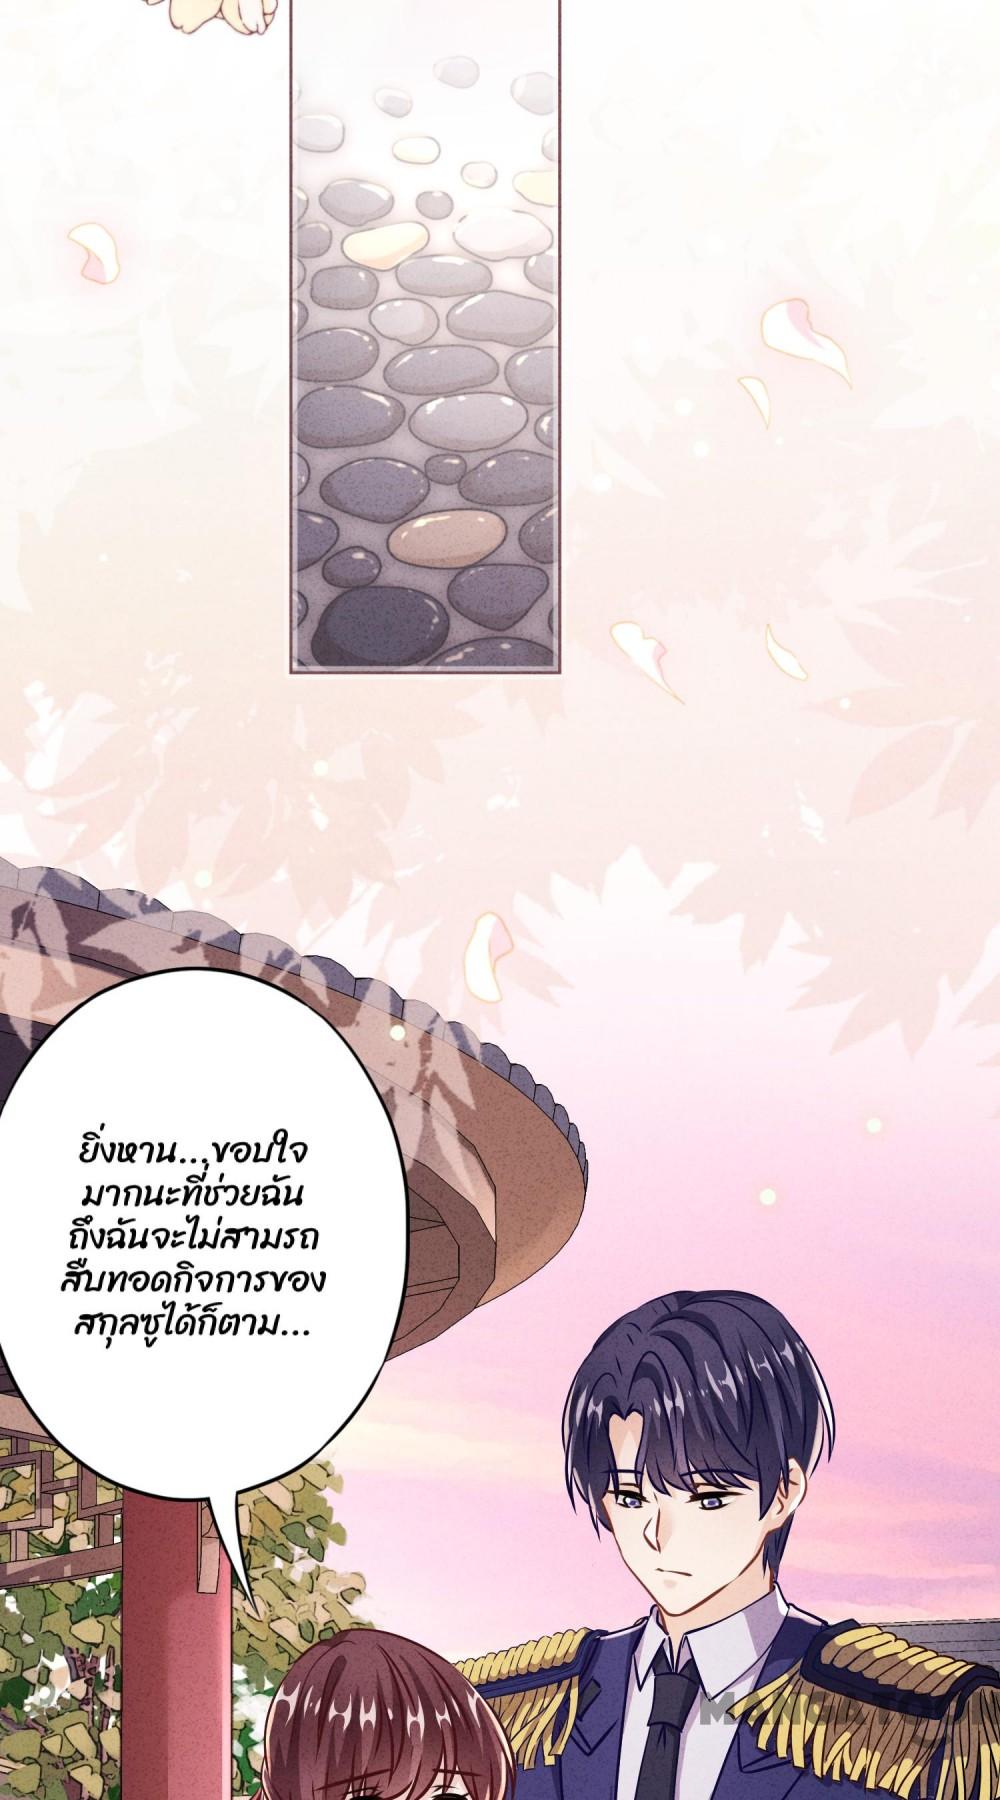 ยิ่งหาน...ขอบใจ
มากนะที่ช่วยฉัน
ถึงฉันจะไม่สามรถ
สืบทอดกิจการของ
สกุลซูได้ก็ตาม...
MANGATOON